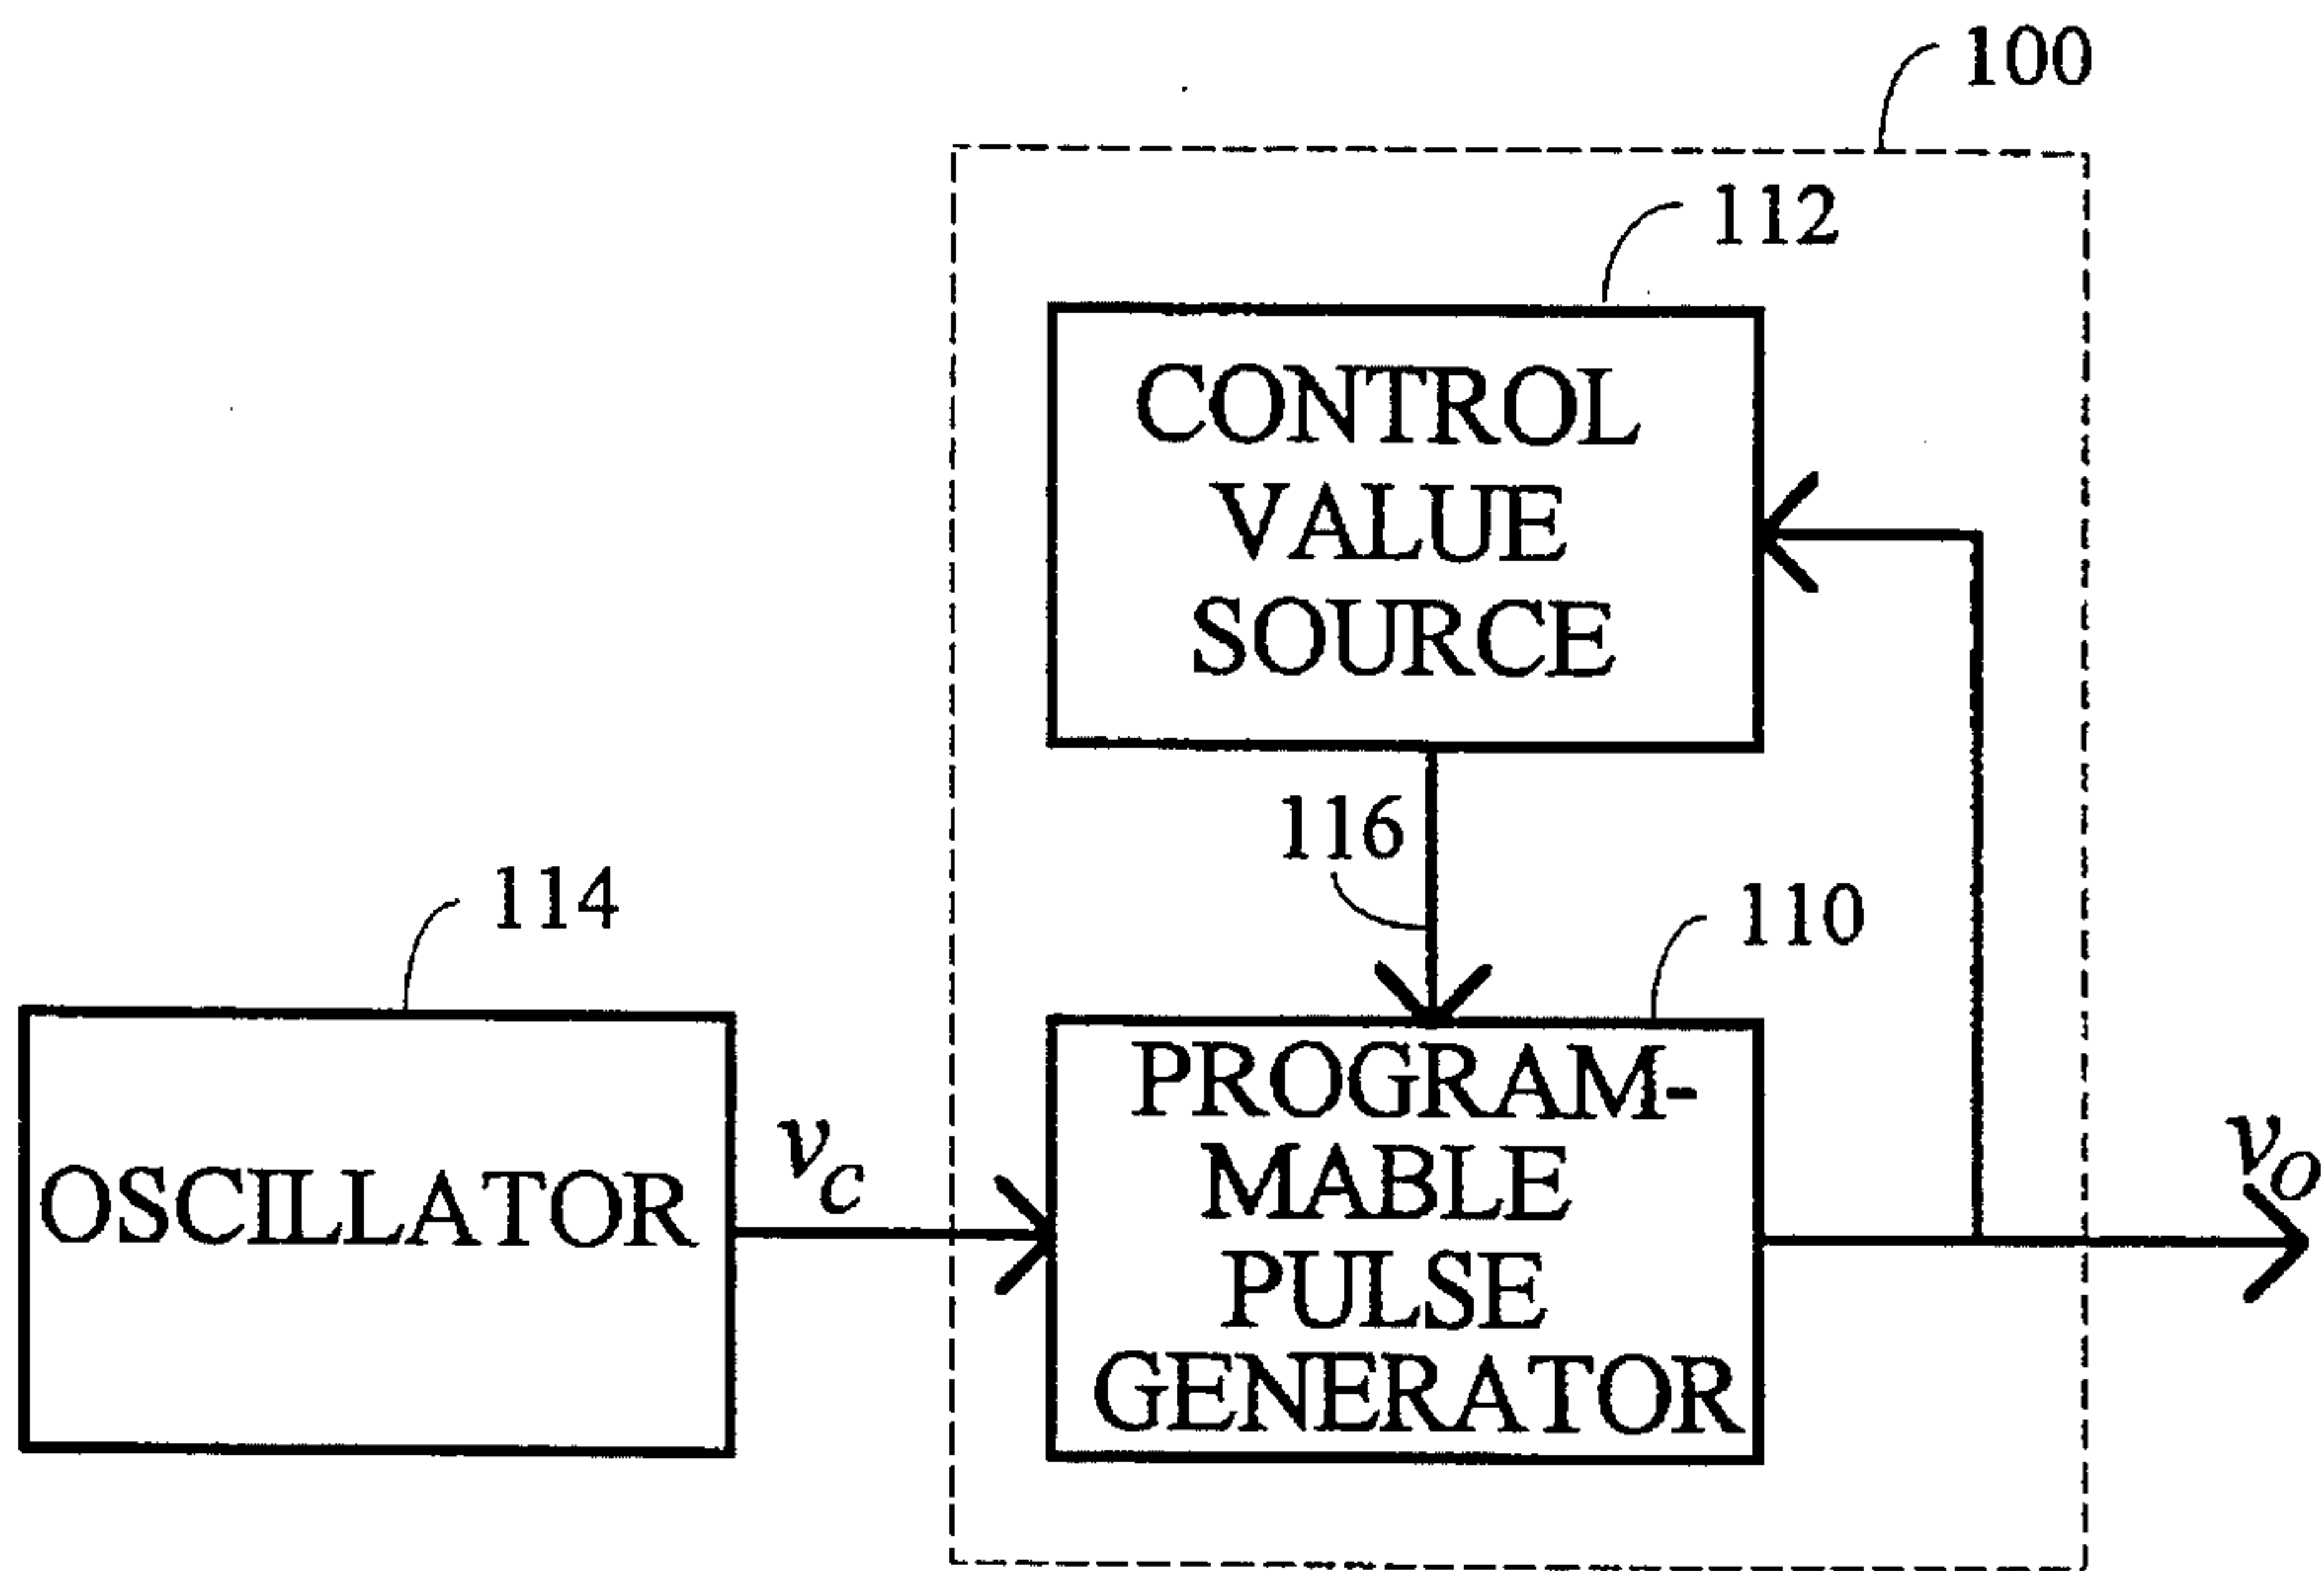 100
112
CONTROL
VALUE
SOURCE
116
110
114
OSCILLATOR
vC
PROGRAM-
MABLE
PULSE
GENERATOR
vO